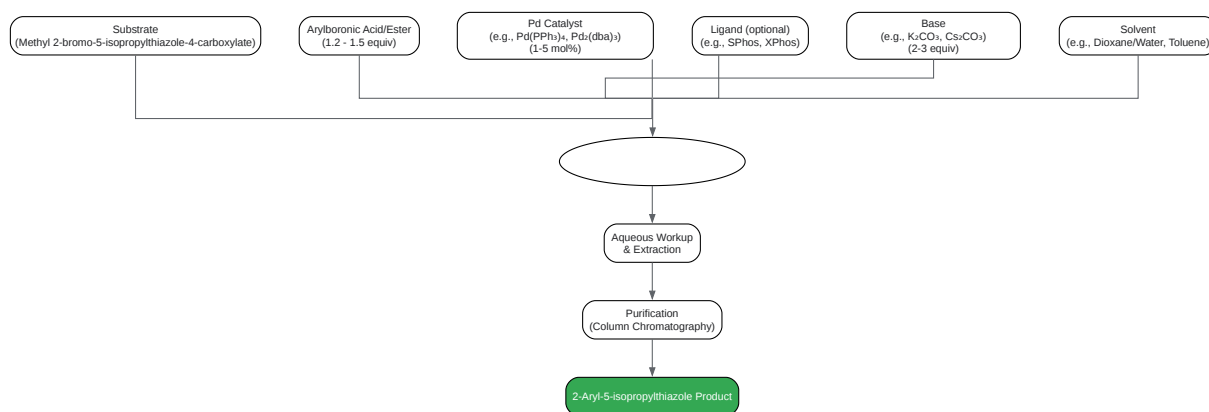 Substrate
(Methyl 2-bromo-5-isopropylthiazole-4-carboxylate)
Arylboronic Acid/Ester
(1.2 - 1.5 equiv)
Pd Catalyst
(e.g., Pd(PPh₃)₄, Pd₂(dba)₃)
(1-5 mol%)
Ligand (optional)
(e.g., SPhos, XPhos)
Base
(e.g., K₂CO₃, Cs₂CO₃)
(2-3 equiv)
Solvent
(e.g., Dioxane/Water, Toluene)
Aqueous Workup
& Extraction
Purification
(Column Chromatography)
2-Aryl-5-isopropylthiazole Product